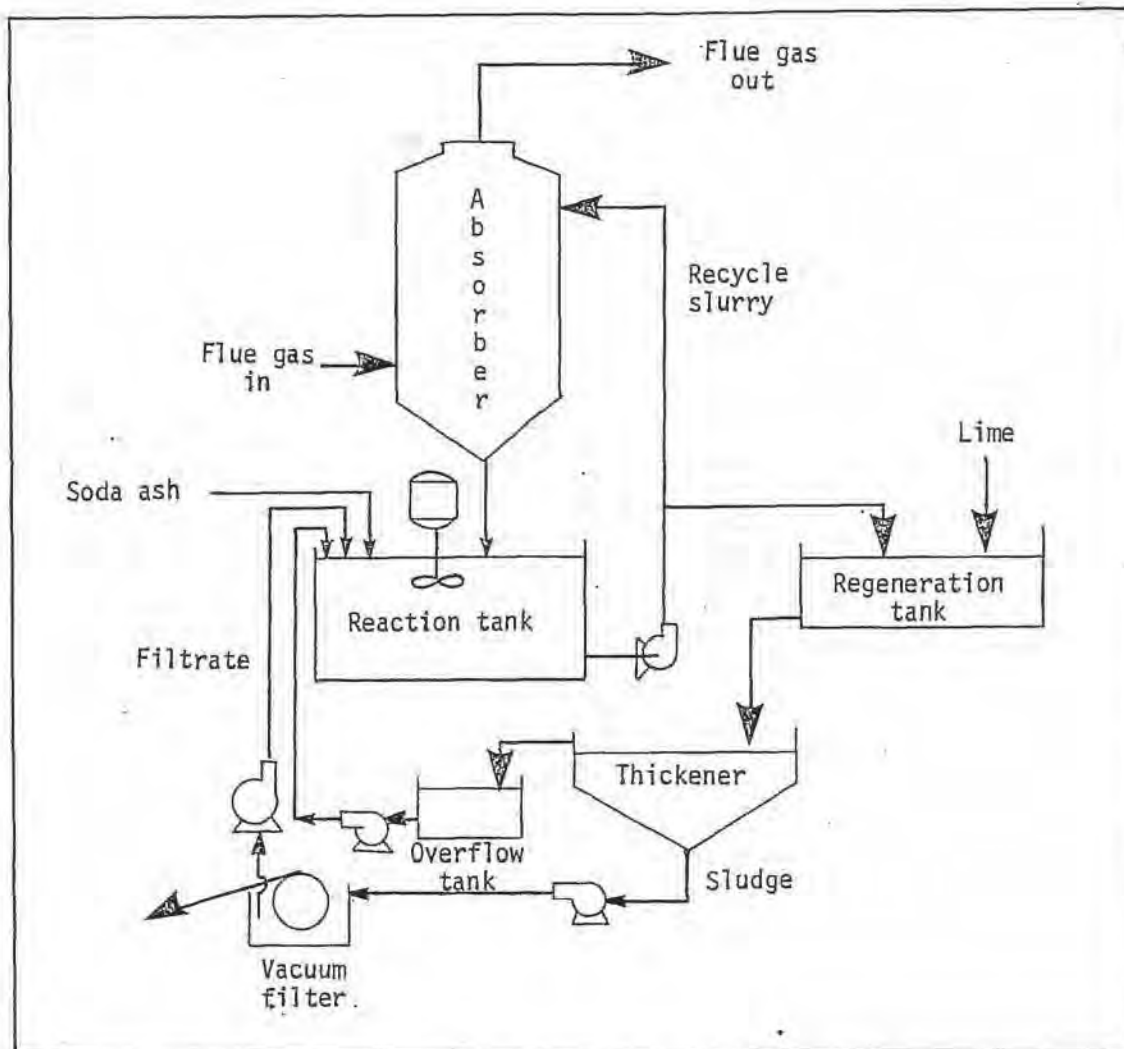 Flue gas
out
Absorber
Recycle
slurry
Flue gas
in
Lime
Soda ash
Regeneration
tank
Reaction tank
Filtrate
Thickener
Overflow
tank
Sludge
Vacuum
filter.